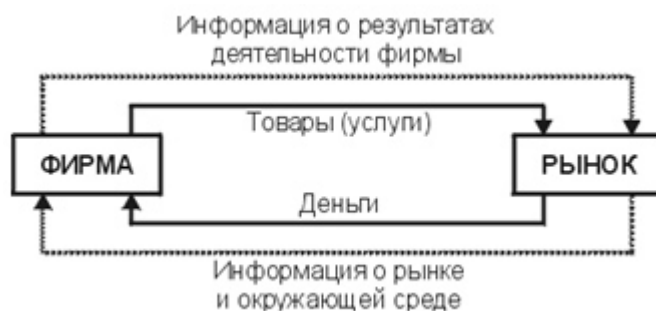 Информация о результатах
деятельности фирмы
Товары (услуги)
ФИРМА
РЫНОК
Деньги
Информация о рынке
и окружающей среде